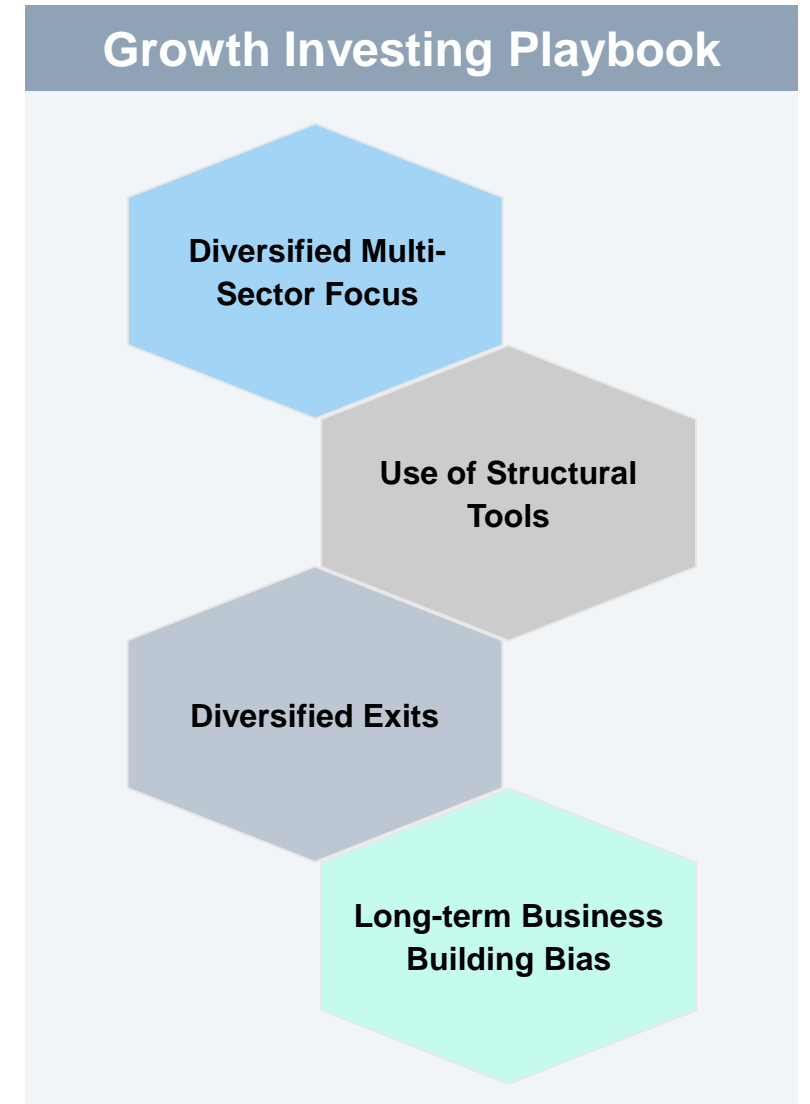 Growth Investing Playbook
Diversified Multi-
Sector Focus
Use of Structural
Tools
Diversified Exits
Long-term Business
Building Bias